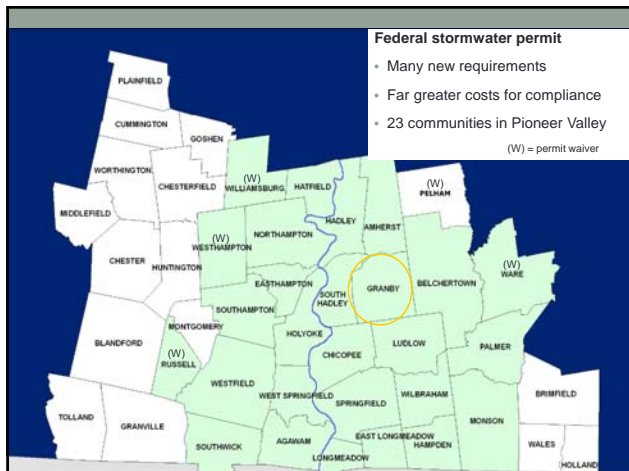 Federal stormwater permit
• Many new requirements
• Far greater costs for compliance
• 23 communities in Pioneer Valley
(W) = permit waiver
PLAINFIELD
CUMMINGTON
GOSHEN
WORTHINGTON
CHESTERFIELD
(W)
WILLIAMSBURG
HATFIELD
(W)
PELHAM
MIDDLEFIELD
HADLEY
AMHERST
(W)
WESTHAMPTON
NORTHAMPTON
(W)
WARE
CHESTER
HUNTINGTON
EASTHAMPTON
SOUTH
HADLEY
GRANBY
BELCHERTOWN
SOUTHAMPTON
MONTGOMERY
BLANDFORD
(W)
RUSSELL
HOLYOKE
CHICOPEE
LUDLOW
PALMER
WESTFIELD
WEST SPRINGFIELD
SPRINGFIELD
WILBRAHAM
BRIMFIELD
TOLLAND
GRANVILLE
SOUTHWICK
AGAWAM
LONGMEADOW
EAST LONGMEADOW
HAMPDEN
MONSON
WALES
HOLLAND